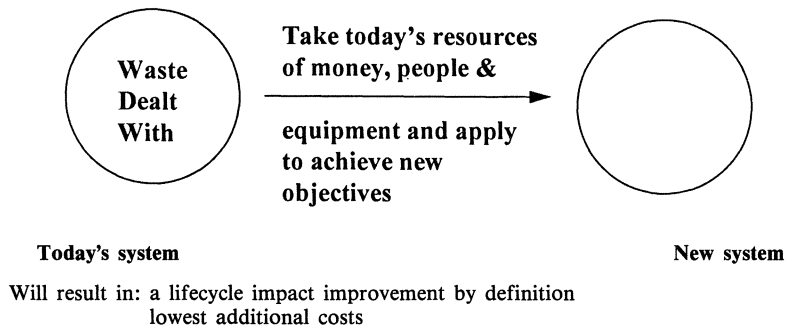 Waste
Dealt
With
Take today's resources
of money, people &
equipment and apply
to achieve new
objectives
Today's system
New system
Will result in: a lifecycle impact improvement by definition
lowest additional costs